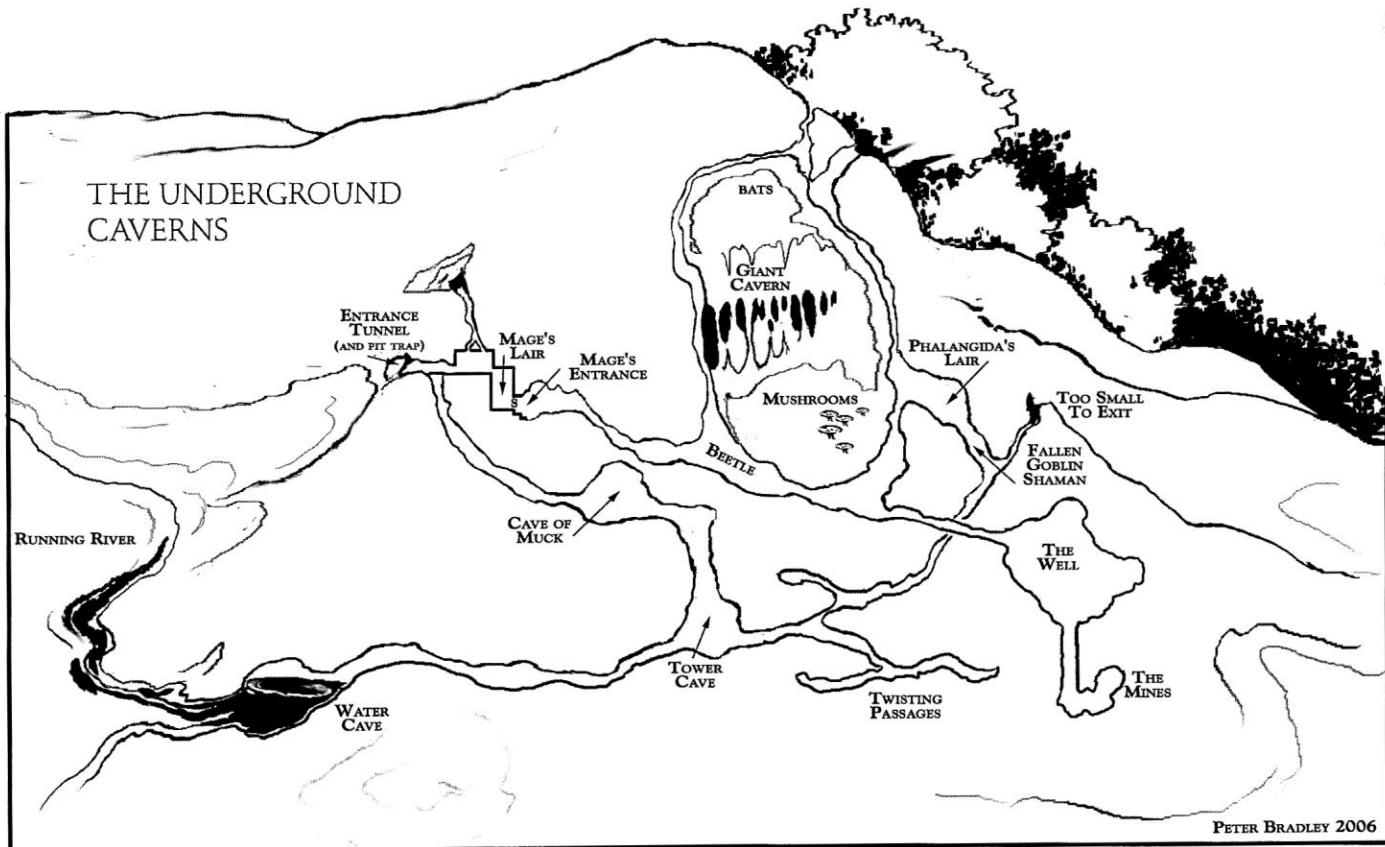 THE UNDERGROUND
CAVERNS
BATS
GIANT
CAVERN
ENTRANCE
TUNNEL
(AND PIT TRAP)
MAGE'S
LAIR
MAGE'S
ENTRANCE
S
PHALANGIDA'S
LAIR
MUSHROOMS
TOO SMALL
TO EXIT
BEETLE
FALLEN
GOBLIN
SHAMAN
CAVE OF
MUCK
RUNNING RIVER
THE
WELL
TOWER
CAVE
TWISTING
PASSAGES
THE
MINES
WATER
CAVE
PETER BRADLEY 2006